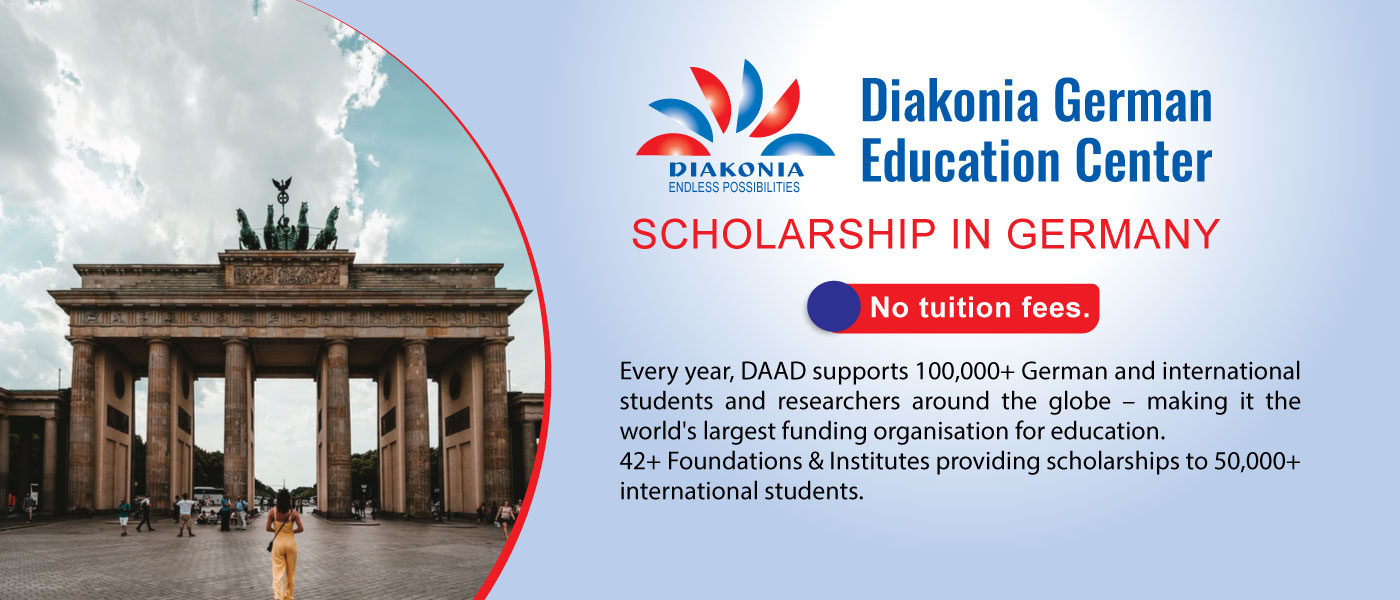 DIAKONIA
ENDLESS POSSIBILITIES
Diakonia German
Education Center
SCHOLARSHIP IN GERMANY
No tuition fees.
Every year, DAAD supports 100,000+ German and international
students and researchers around the globe – making it the
world's largest funding organisation for education.
42+ Foundations & Institutes providing scholarships to 50,000+
international students.